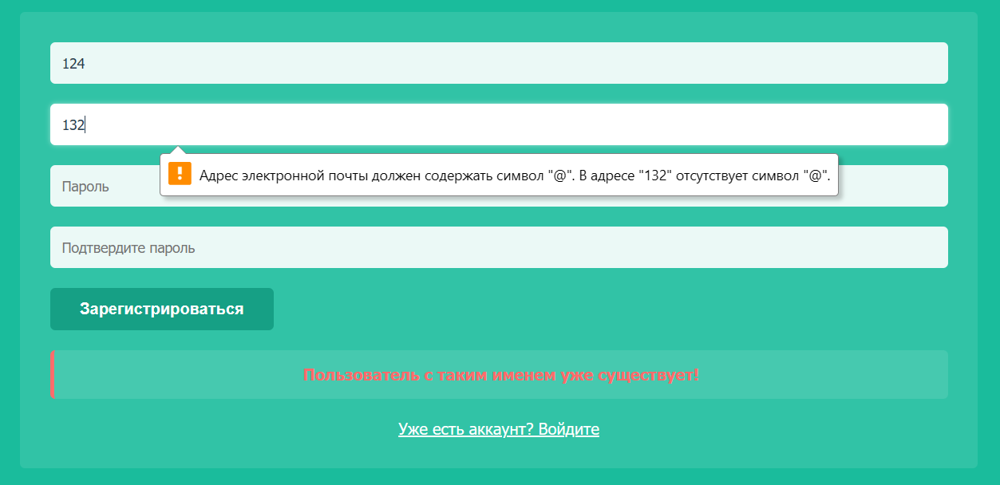 124
132
Адрес электронной почты должен содержать символ "@". В адресе "132" отсутствует символ "@".
Пароль
Подтвердите пароль
Зарегистрироваться
Пользователь с таким именем уже существует!
Уже есть аккаунт? Войдите